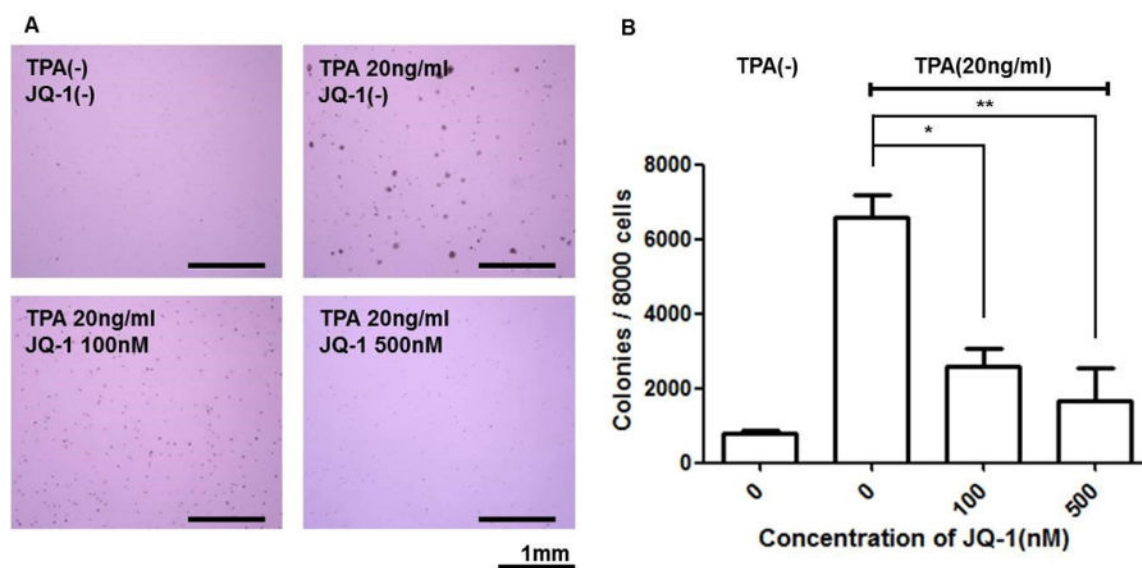 A
TPA(-)
JQ-1(-)
TPA 20ng/ml
JQ-1(-)
TPA 20ng/ml
JQ-1 100nM
TPA 20ng/ml
JQ-1 500nM
1mm
B
TPA(-)
TPA(20ng/ml)
**
*
Colonies / 8000 cells
8000
6000
4000
2000
0
0
0
100
500
Concentration of JQ-1(nM)